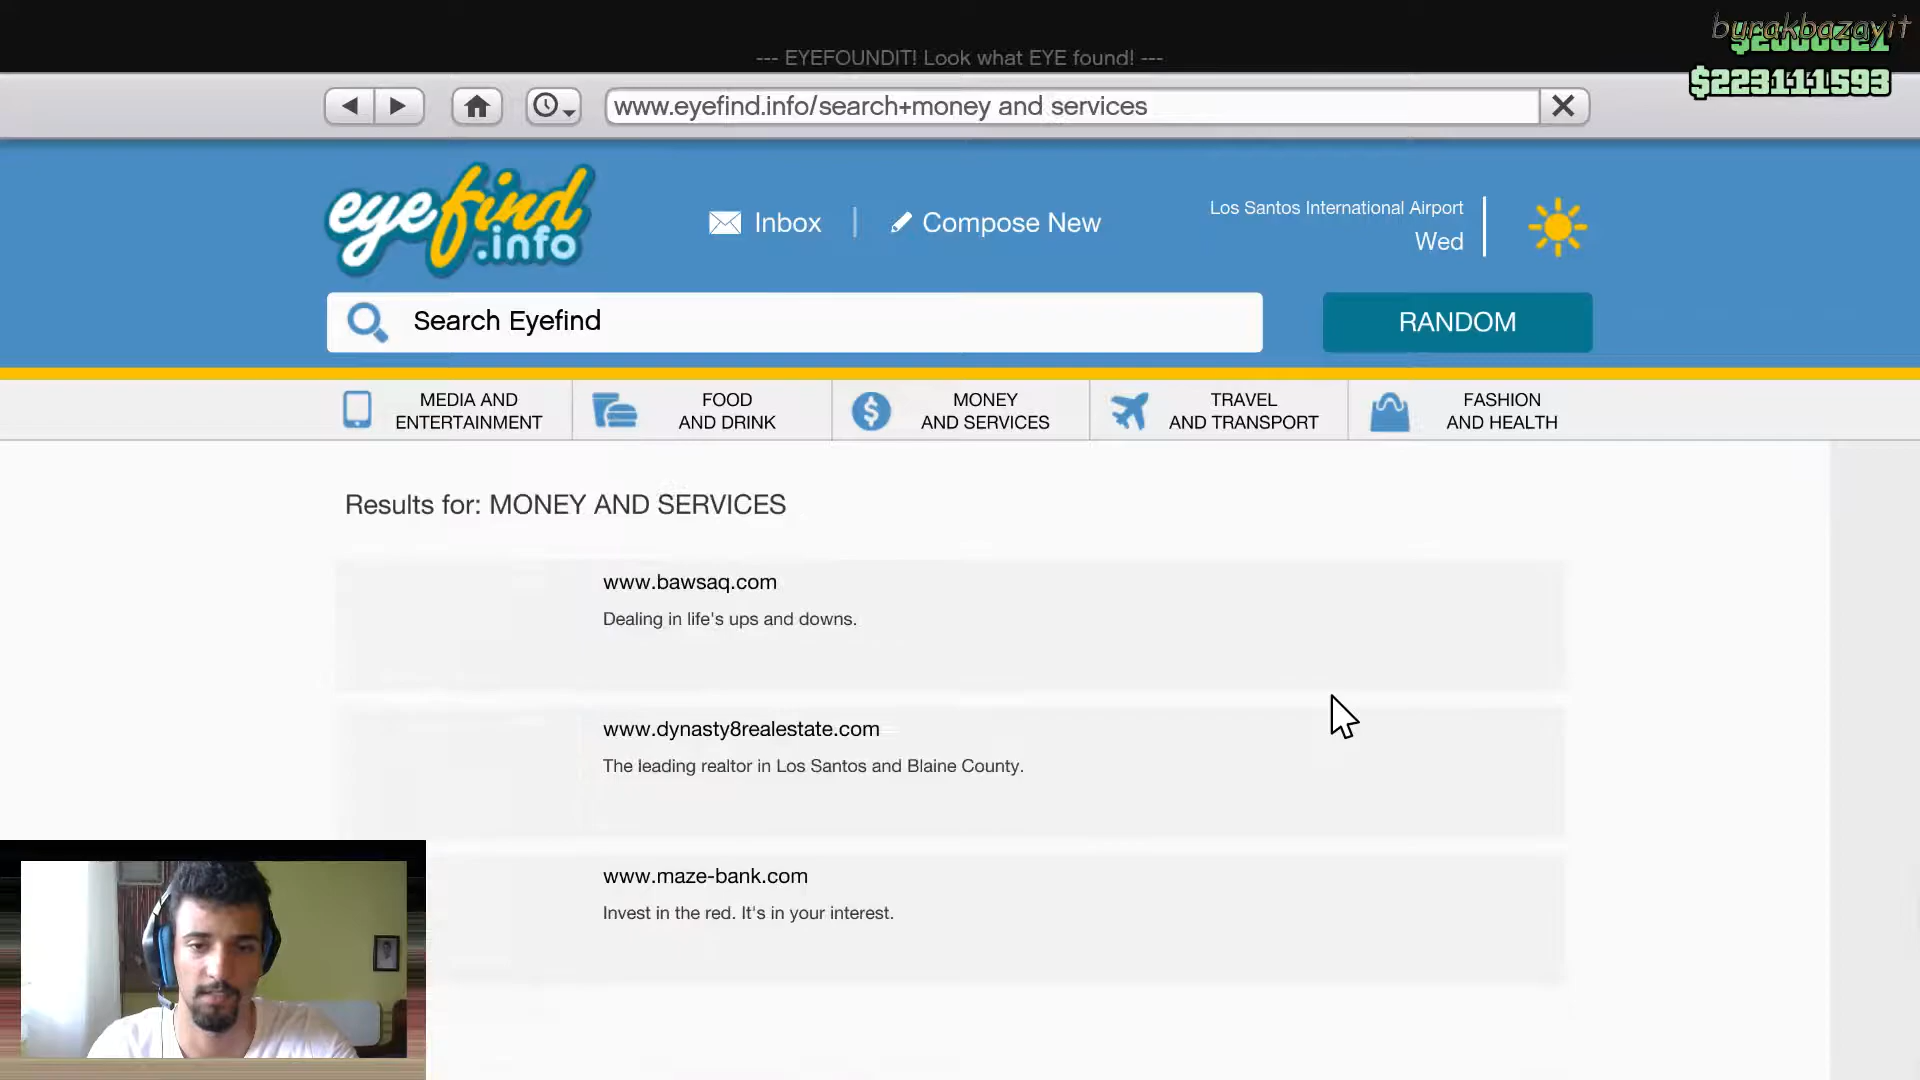 burakbazayit
--- EYEFOUNDIT! Look what EYE found! ---
$223111593
www.eyefind.info/search+money and services
eyefind
.info
Inbox
Compose New
Los Santos International Airport
Wed
Search Eyefind
RANDOM
MEDIA AND
ENTERTAINMENT
FOOD
AND DRINK
MONEY
AND SERVICES
TRAVEL
AND TRANSPORT
FASHION
AND HEALTH
Results for: MONEY AND SERVICES
www.bawsaq.com
Dealing in life's ups and downs.
www.dynasty8realestate.com
The leading realtor in Los Santos and Blaine County.
www.maze-bank.com
Invest in the red. It's in your interest.